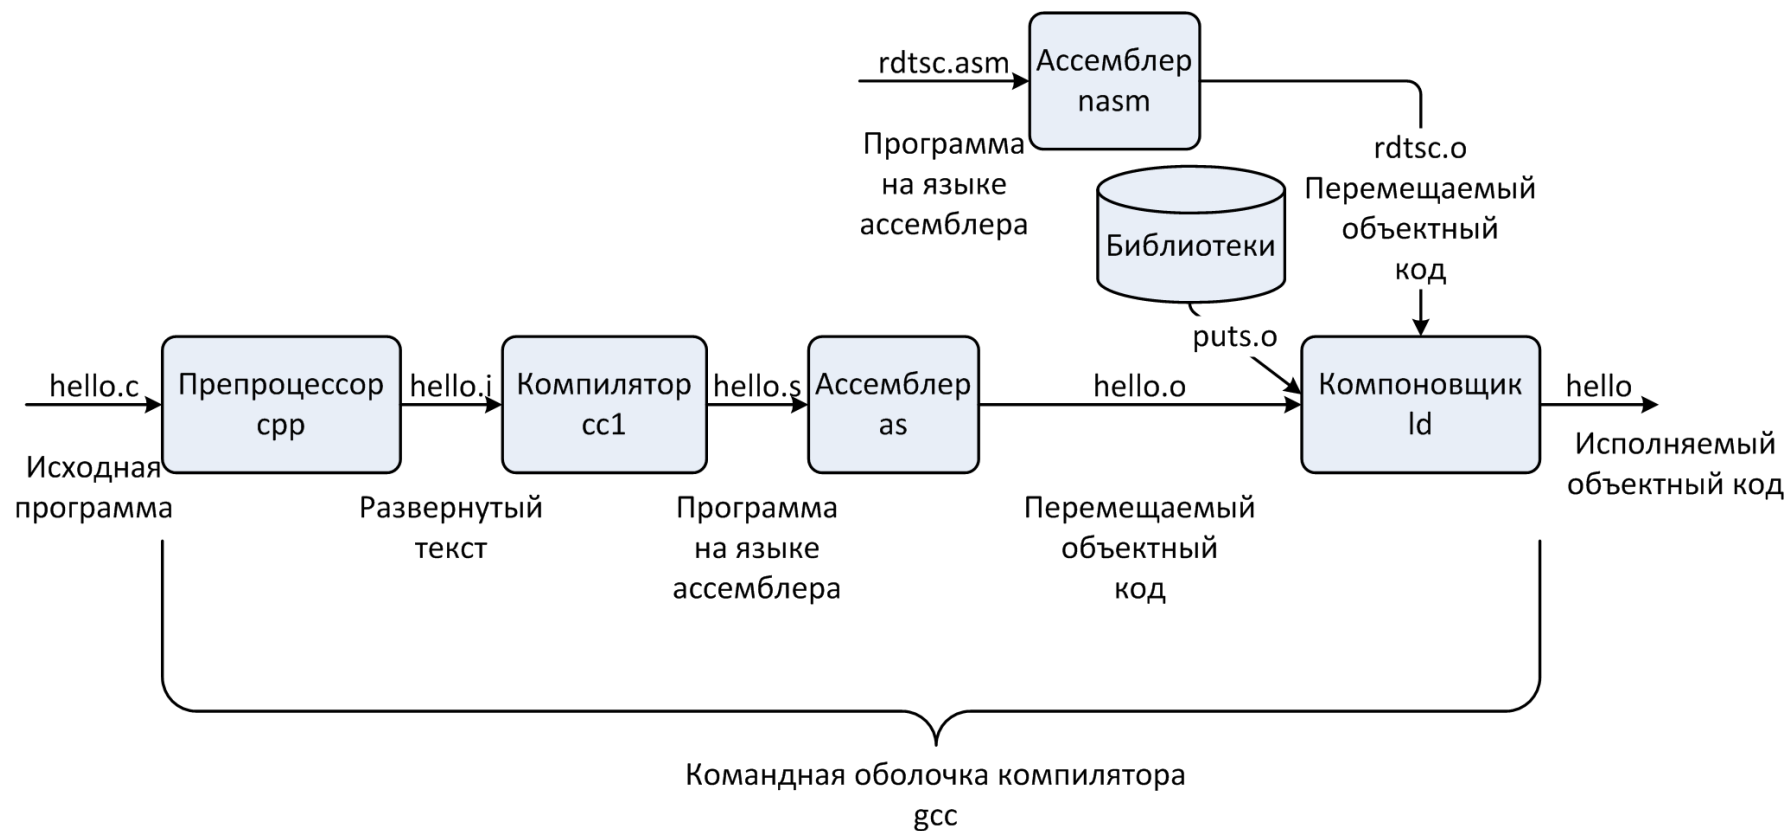 rdtsc.asm
Ассемблер
nasm
Программа
на языке
ассемблера
rdtsc.o
Перемещаемый
объектный
код
Библиотеки
puts.o
hello.c
Препроцессор
cpp
hello.i
Компилятор
cc1
hello.s
Ассемблер
as
hello.o
Компоновщик
ld
hello
Исходная
программа
Развернутый
текст
Программа
на языке
ассемблера
Перемещаемый
объектный
код
Исполняемый
объектный код
Командная оболочка компилятора
gcc